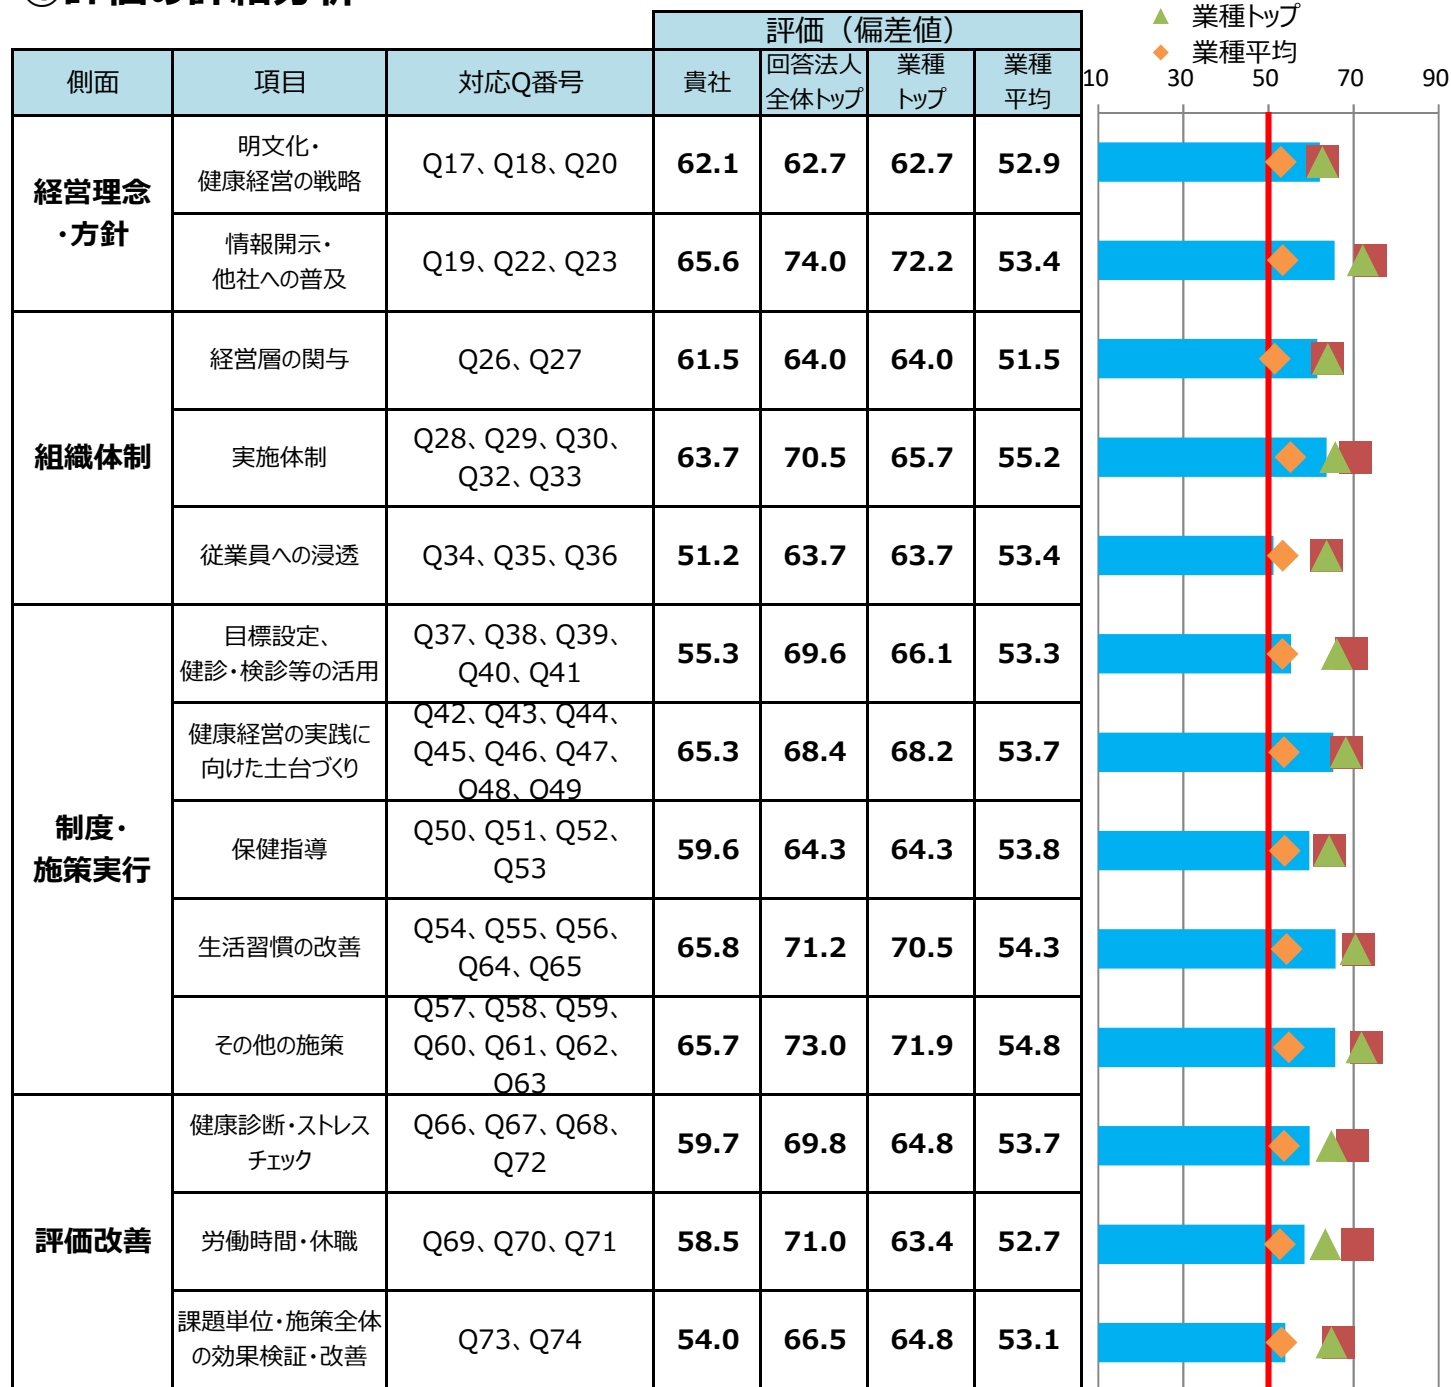 ①評価の詳細分析
▲ 業種トップ
◆ 業種平均
評価（偏差値）
側面 項目 対応Q番号 貴社 回答法人 業種 業種
全体トップ トップ 平均
10 30 50 70 90
経営理念
・方針
明文化・
健康経営の戦略
Q17、Q18、Q20 62.1 62.7 62.7 52.9
情報開示・
他社への普及
Q19、Q22、Q23 65.6 74.0 72.2 53.4
組織体制
経営層の関与 Q26、Q27 61.5 64.0 64.0 51.5
実施体制
Q28、Q29、Q30、
Q32、Q33
63.7 70.5 65.7 55.2
従業員への浸透 Q34、Q35、Q36 51.2 63.7 63.7 53.4
制度・
施策実行
目標設定、
健診・検診等の活用
Q37、Q38、Q39、
Q40、Q41
55.3 69.6 66.1 53.3
健康経営の実践に
向けた土台づくり
Q42、Q43、Q44、
Q45、Q46、Q47、
Q48、Q49
65.3 68.4 68.2 53.7
保健指導
Q50、Q51、Q52、
Q53
59.6 64.3 64.3 53.8
生活習慣の改善
Q54、Q55、Q56、
Q64、Q65
65.8 71.2 70.5 54.3
その他の施策
Q57、Q58、Q59、
Q60、Q61、Q62、
Q63
65.7 73.0 71.9 54.8
評価改善
健康診断・ストレス
チェック
Q66、Q67、Q68、
Q72
59.7 69.8 64.8 53.7
労働時間・休職 Q69、Q70、Q71 58.5 71.0 63.4 52.7
課題単位・施策全体
の効果検証・改善
Q73、Q74 54.0 66.5 64.8 53.1